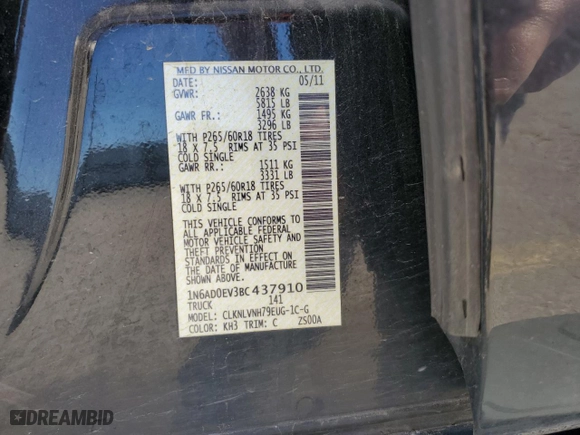 MFD BY NISSAN MOTOR CO., LTD.
DATE: 05/11
GVWR: 2638 KG
5815 LB
GAWR FR.: 1495 KG
3296 LB
WITH P265/60R18 TIRES
18 X 7.5 RIMS AT 35 PSI
COLD SINGLE
GAWR RR.: 1511 KG
3331 LB
WITH P265/60R18 TIRES
18 X 7.5 RIMS AT 35 PSI
COLD SINGLE
THIS VEHICLE CONFORMS TO
ALL APPLICABLE FEDERAL
MOTOR VEHICLE SAFETY AND
THEFT PREVENTION
STANDARDS IN EFFECT ON
THE DATE OF MANUFACTURE
SHOWN ABOVE.
1N6AD0EV3BC437910
TRUCK 141
MODEL: CLKNLVNH79EUG-1C-G
COLOR: KH3 TRIM: C ZS00A
DREAMBID